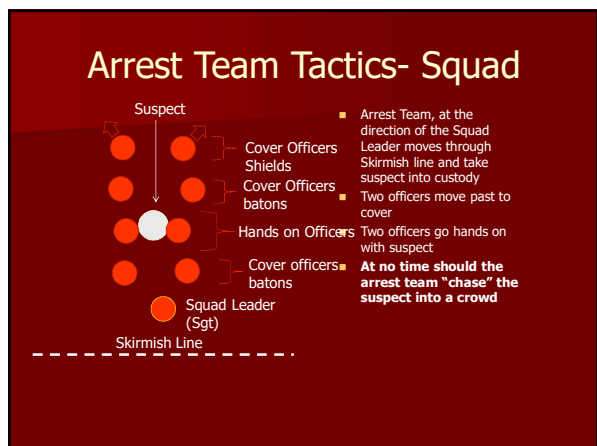 Arrest Team Tactics- Squad
Suspect
Cover Officers
Shields
Cover Officers
batons
Hands on Officers
Cover officers
batons
Squad Leader
(Sgt)
Skirmish Line
Arrest Team, at the
direction of the Squad
Leader moves through
Skirmish line and take
suspect into custody
Two officers move past to
cover
Two officers go hands on
with suspect
At no time should the
arrest team “chase” the
suspect into a crowd